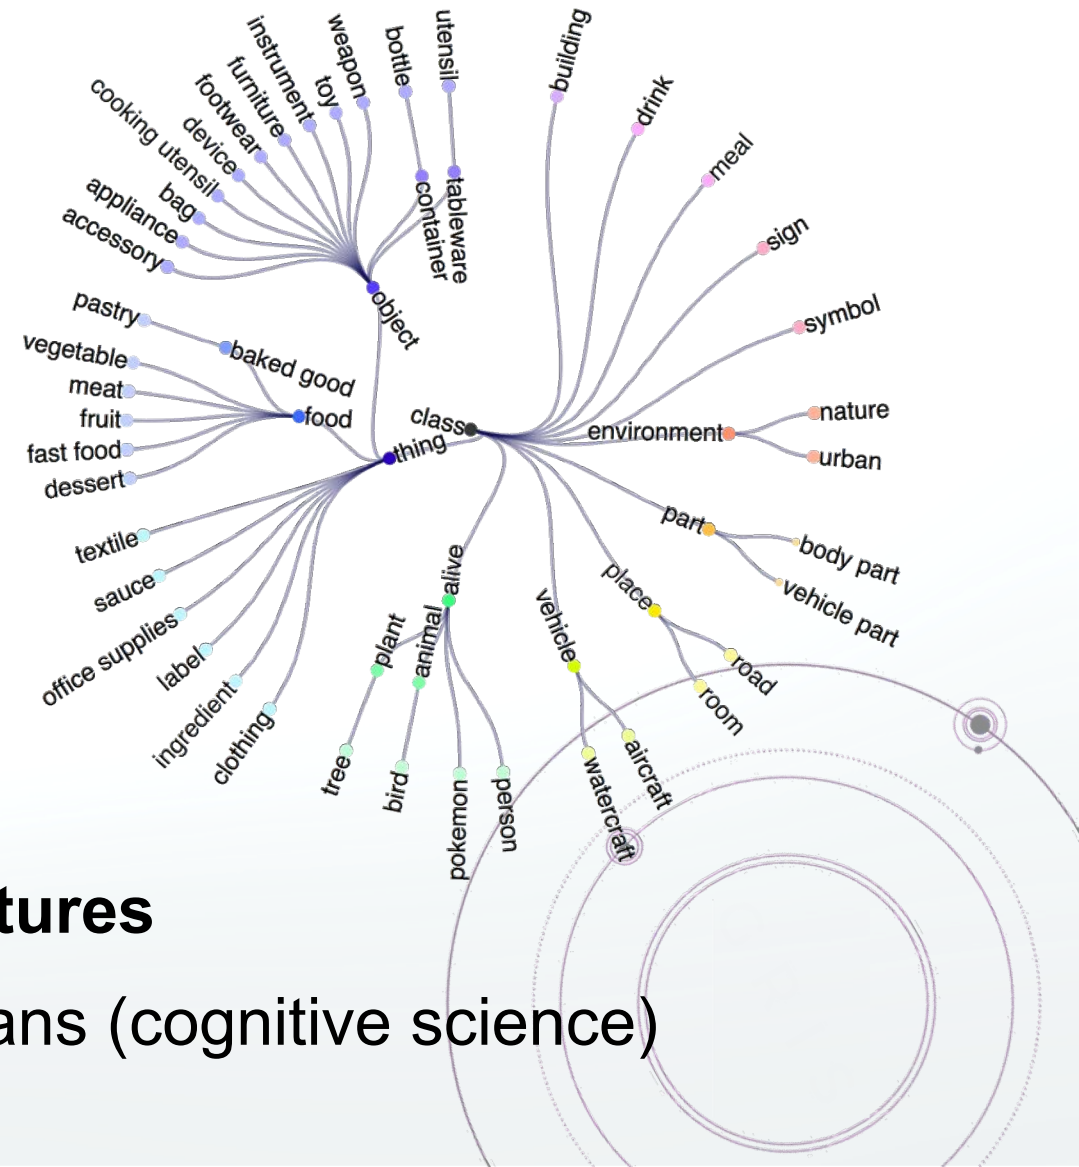 utensil
bottle
weapon
toy
instrument
furniture
footwear
device
cooking utensil
bag
appliance
accessory
container
tableware
object
building
drink
meal
sign
symbol
pastry
baked good
vegetable
meat
fruit
fast food
dessert
food
class
thing
environment
nature
urban
part
body part
vehicle part
place
road
room
vehicle
aircraft
watercraft
alive
plant
animal
tree
bird
pokemon
person
textile
sauce
office supplies
label
ingredient
clothing
tures
ans (cognitive science)